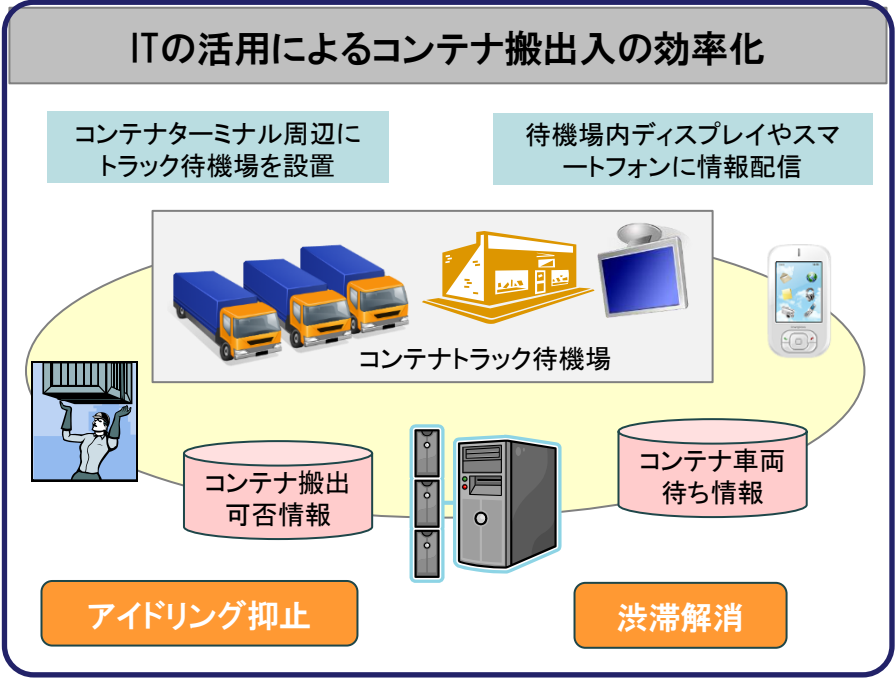 ITの活用によるコンテナ搬出入の効率化
コンテナターミナル周辺に
トラック待機場を設置
待機場内ディスプレイやスマ
ートフォンに情報配信
コンテナトラック待機場
コンテナ搬出
可否情報
コンテナ車両
待ち情報
アイドリング抑止
渋滞解消